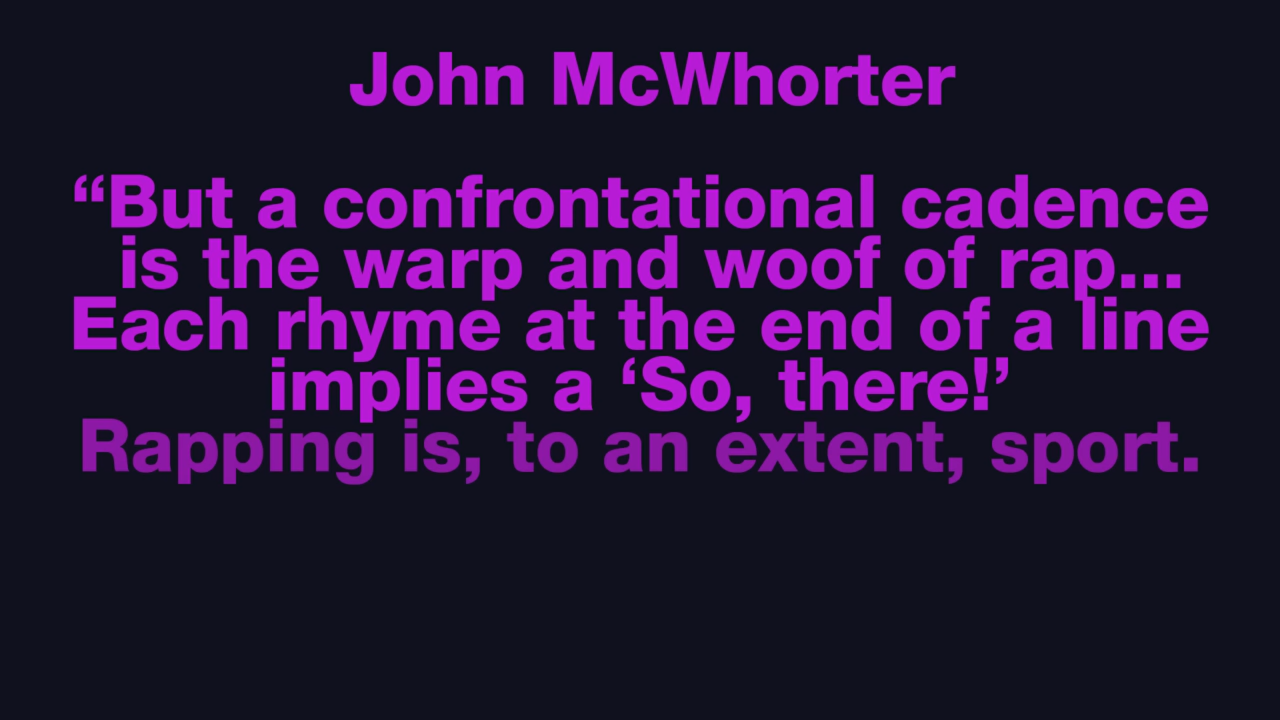 John McWhorter
“But a confrontational cadence
is the warp and woof of rap...
Each rhyme at the end of a line
implies a ‘So, there!’
Rapping is, to an extent, sport.